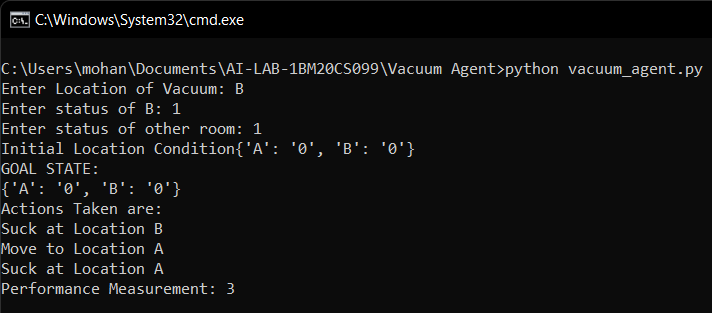 C:\Windows\System32\cmd.exe
C:\Users\mohan\Documents\AI-LAB-1BM20CS099\Vacuum Agent>python vacuum_agent.py
Enter Location of Vacuum: B
Enter status of B: 1
Enter status of other room: 1
Initial Location Condition{'A': '0', 'B': '0'}
GOAL STATE:
{'A': '0', 'B': '0'}
Actions Taken are:
Suck at Location B
Move to Location A
Suck at Location A
Performance Measurement: 3